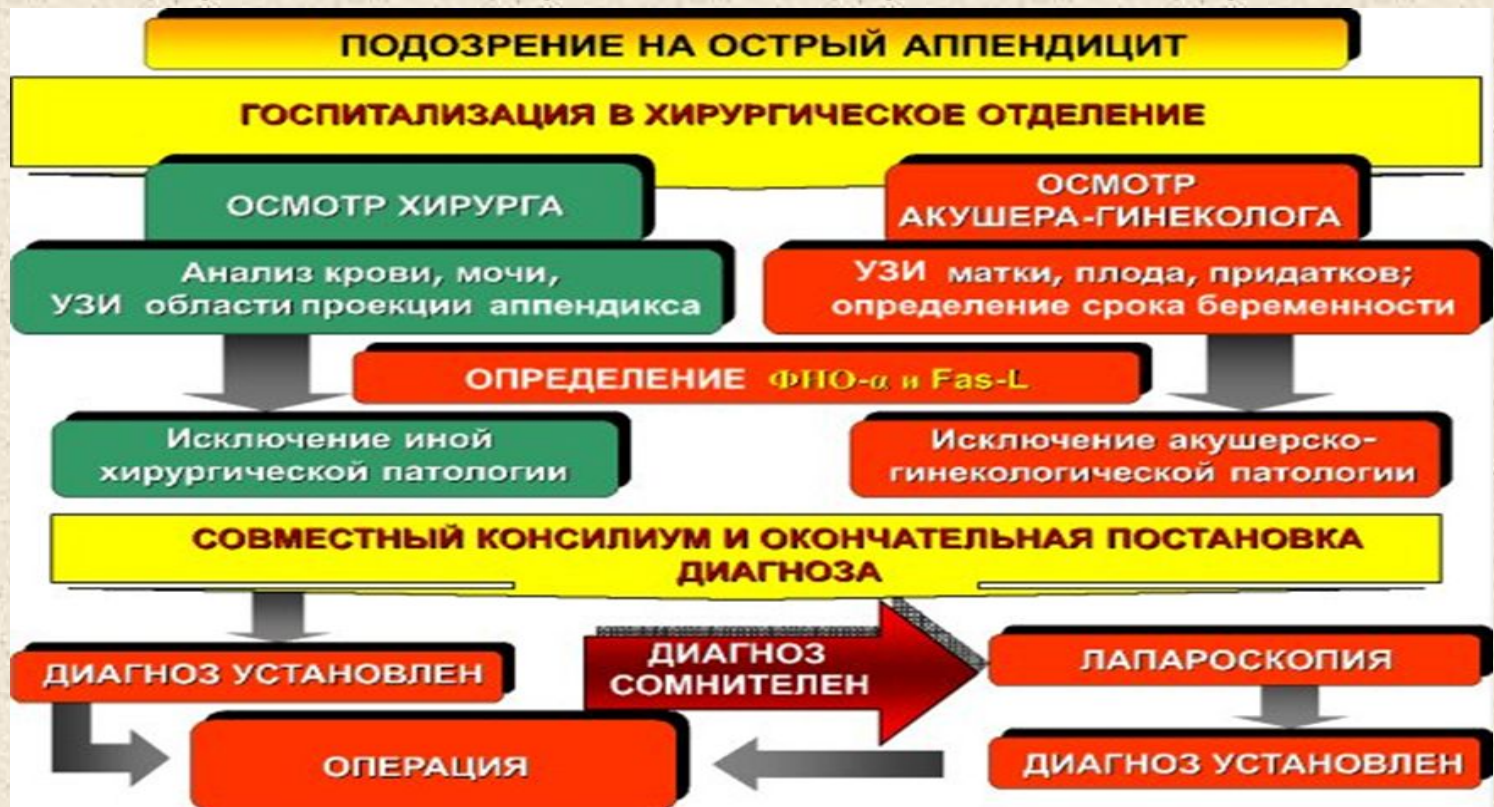 ПОДОЗРЕНИЕ НА ОСТРЫЙ АППЕНДИЦИТ
ГОСПИТАЛИЗАЦИЯ В ХИРУРГИЧЕСКОЕ ОТДЕЛЕНИЕ
ОСМОТР ХИРУРГА
ОСМОТР
АКУШЕРА-ГИНЕКОЛОГА
Анализ крови, мочи,
УЗИ области проекции аппендикса
УЗИ матки, плода, придатков;
определение срока беременности
ОПРЕДЕЛЕНИЕ ФНО-α и Fas-L
Исключение иной
хирургической патологии
Исключение акушерско-
гинекологической патологии
СОВМЕСТНЫЙ КОНСИЛИУМ И ОКОНЧАТЕЛЬНАЯ ПОСТАНОВКА
ДИАГНОЗА
ДИАГНОЗ УСТАНОВЛЕН
ДИАГНОЗ
СОМНИТЕЛЕН
ЛАПАРОСКОПИЯ
ОПЕРАЦИЯ
ДИАГНОЗ УСТАНОВЛЕН